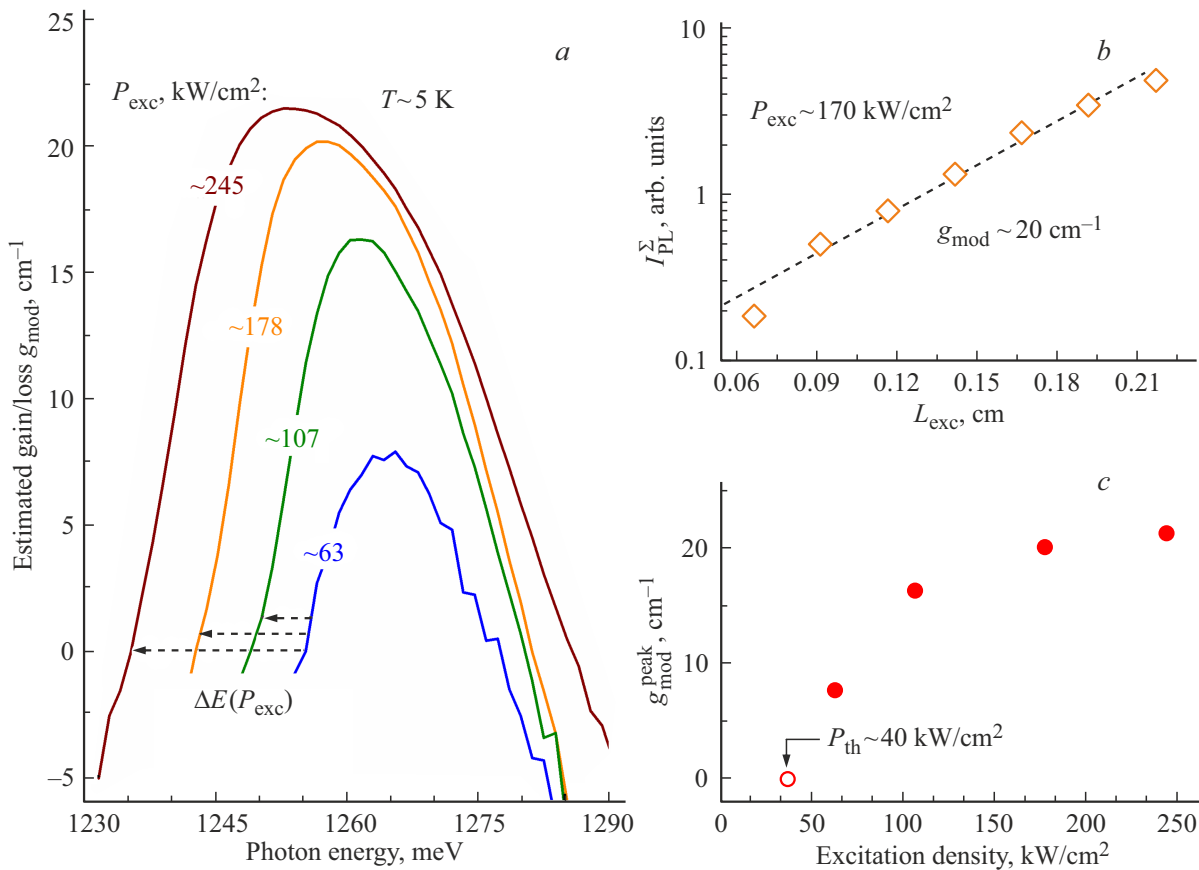 a
P_exc, kW/cm²:
T ~ 5 K
~245
~178
~107
~63
ΔE(P_exc)
25
20
15
10
5
0
–5
1230
1245
1260
1275
1290
Estimated gain/loss g_mod, cm⁻¹
Photon energy, meV
b
P_exc ~170 kW/cm²
g_mod ~ 20 cm⁻¹
10
1
0.1
0.06
0.09
0.12
0.15
0.18
0.21
I_PL^Σ, arb. units
L_exc, cm
c
P_th ~ 40 kW/cm²
20
10
0
0
50
100
150
200
250
g_mod^peak, cm⁻¹
Excitation density, kW/cm²